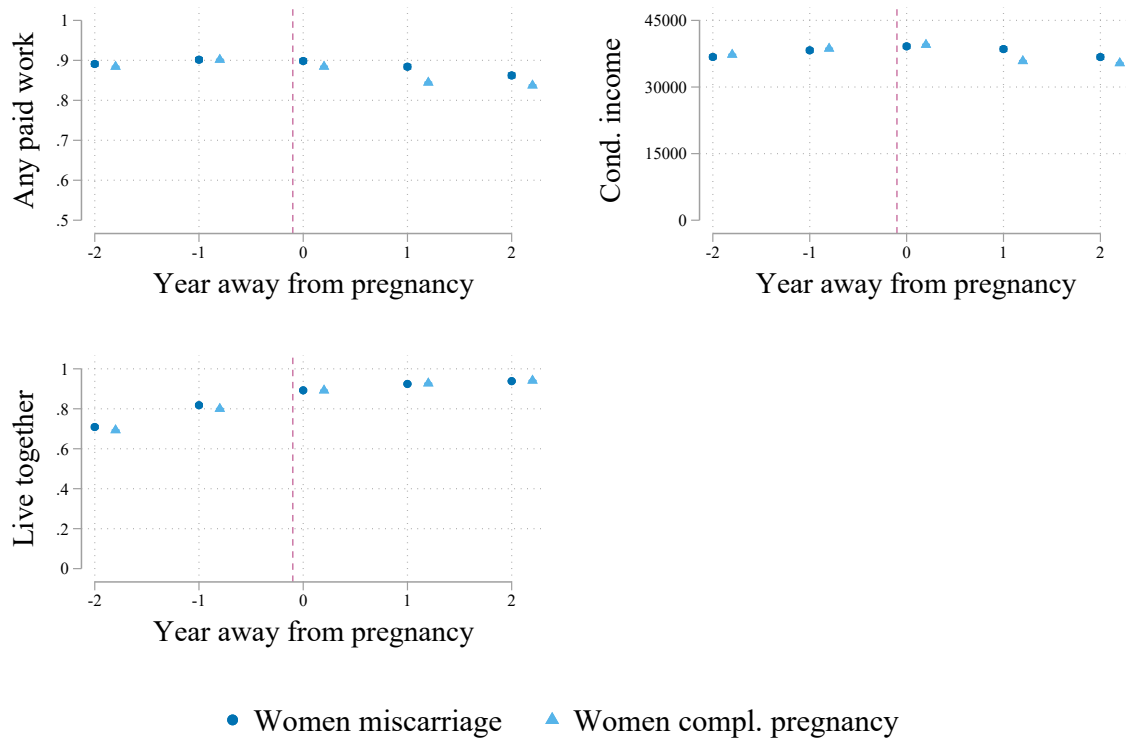 Any paid work
1
.9
.8
.7
.6
.5
-2 -1 0 1 2
Year away from pregnancy
Cond. income
45000
30000
15000
0
-2 -1 0 1 2
Year away from pregnancy
Live together
1
.8
.6
.4
.2
0
-2 -1 0 1 2
Year away from pregnancy
Women miscarriage Women compl. pregnancy